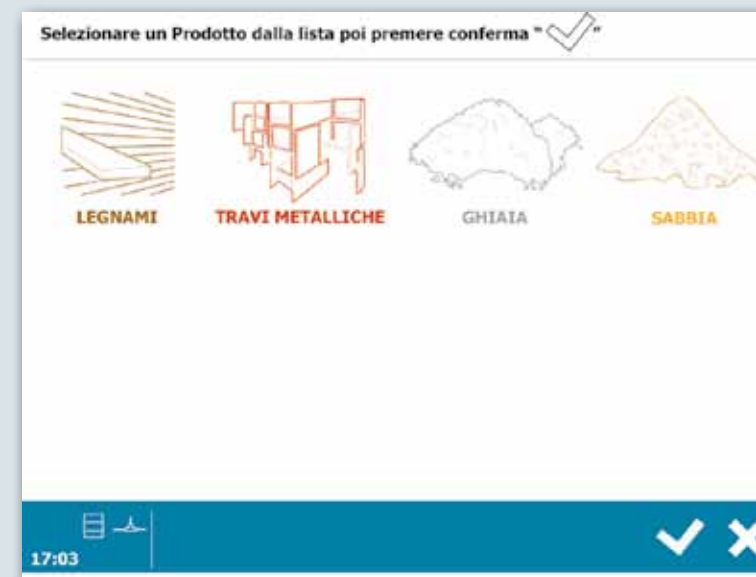 Selezionare un Prodotto dalla lista poi premere conferma " "
LEGNAMI TRAVI METALLICHE GHIAIA SABBIA
17:03